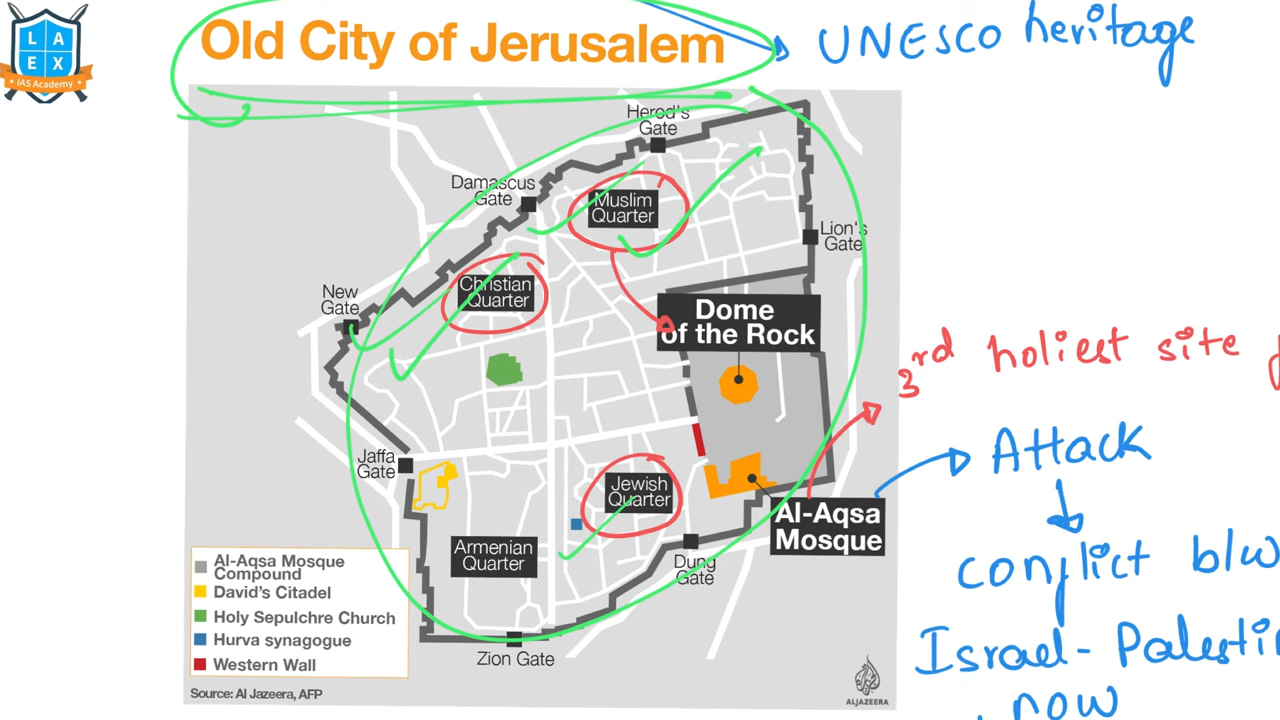 L A
E X
IAS Academy
Old City of Jerusalem
UNESCO heritage
Herod's
Gate
Damascus
Gate
Muslim
Quarter
Lion's
Gate
Christian
Quarter
New
Gate
Dome
of the Rock
3rd holiest site
Jaffa
Gate
Jewish
Quarter
Attack
Al-Aqsa
Mosque
Armenian
Quarter
Dung
Gate
conflict b/w
Zion Gate
Israel-
now
Al-Aqsa Mosque
Compound
David's Citadel
Holy Sepulchre Church
Hurva synagogue
Western Wall
Source: Al Jazeera, AFP
ALJAZEERA